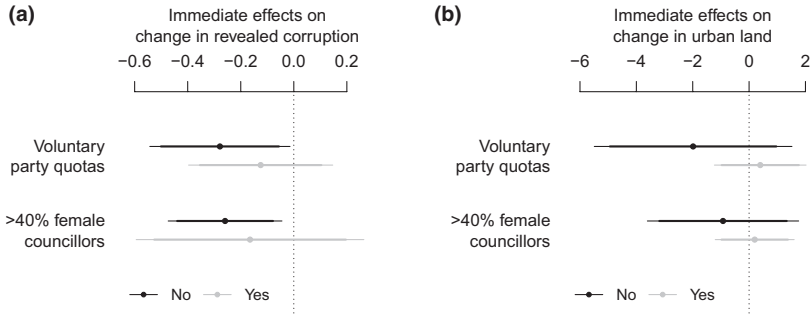 (a)
Immediate effects on
change in revealed corruption
−0.6 −0.2 0.0 0.2
Voluntary
party quotas
>40% female
councillors
No Yes
(b)
Immediate effects on
change in urban land
−6 −4 −2 0 2
Voluntary
party quotas
>40% female
councillors
No Yes